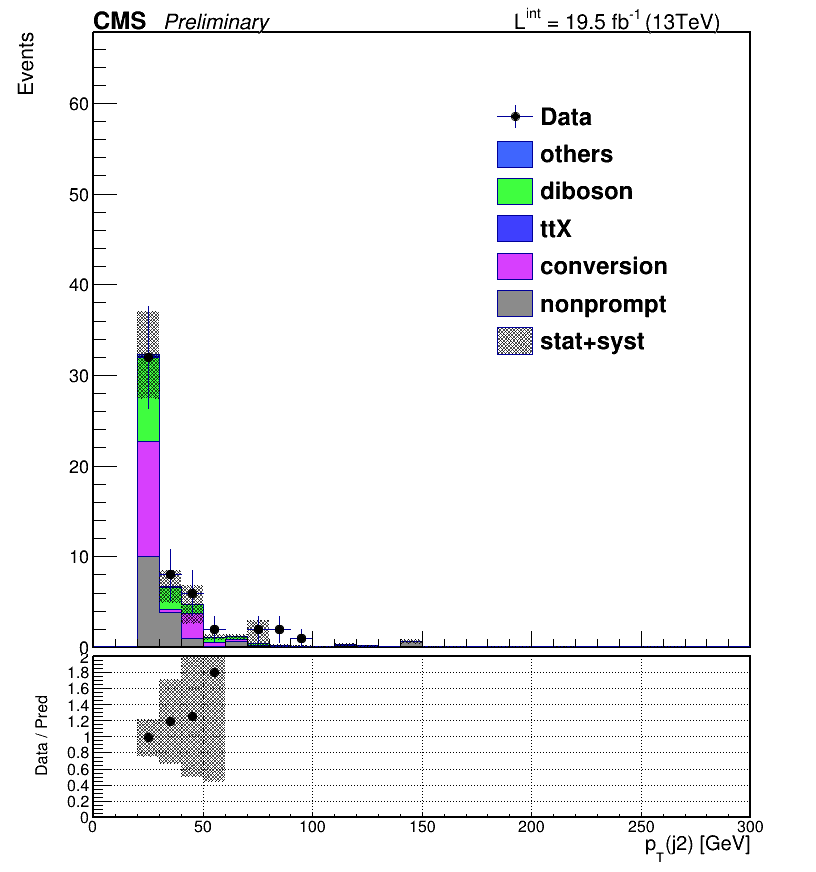 CMS Preliminary L^int = 19.5 fb^-1 (13TeV)
Events
60
50
40
30
20
10
0
Data
others
diboson
ttX
conversion
nonprompt
stat+syst
Data / Pred
2
1.8
1.6
1.4
1.2
1
0.8
0.6
0.4
0.2
0
0 50 100 150 200 250 300
p_T(j2) [GeV]